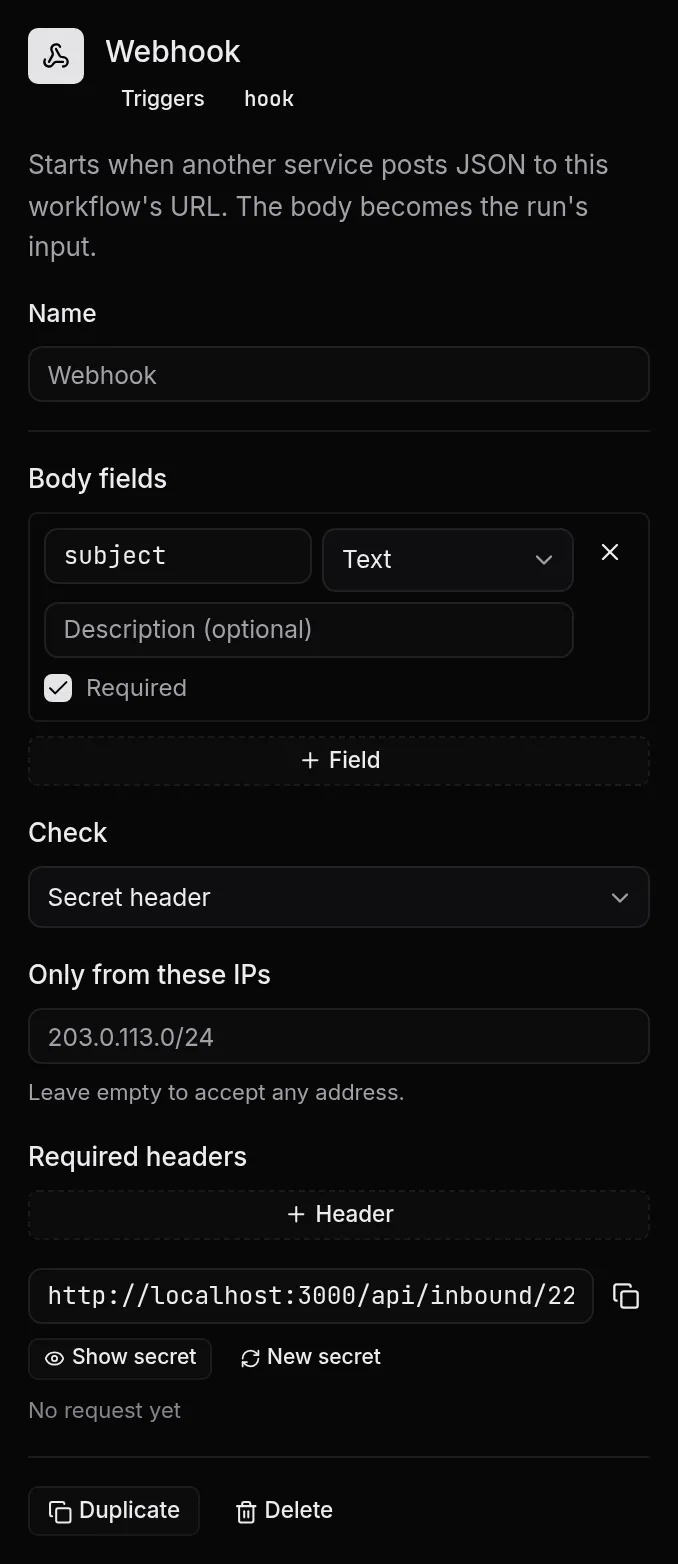 Webhook
Triggers hook
Starts when another service posts JSON to this
workflow's URL. The body becomes the run's
input.
Name
Webhook
Body fields
subject Text
Description (optional)
Required
Field
Check
Secret header
Only from these IPs
203.0.113.0/24
Leave empty to accept any address.
Required headers
Header
http://localhost:3000/api/inbound/22
Show secret New secret
No request yet
Duplicate Delete